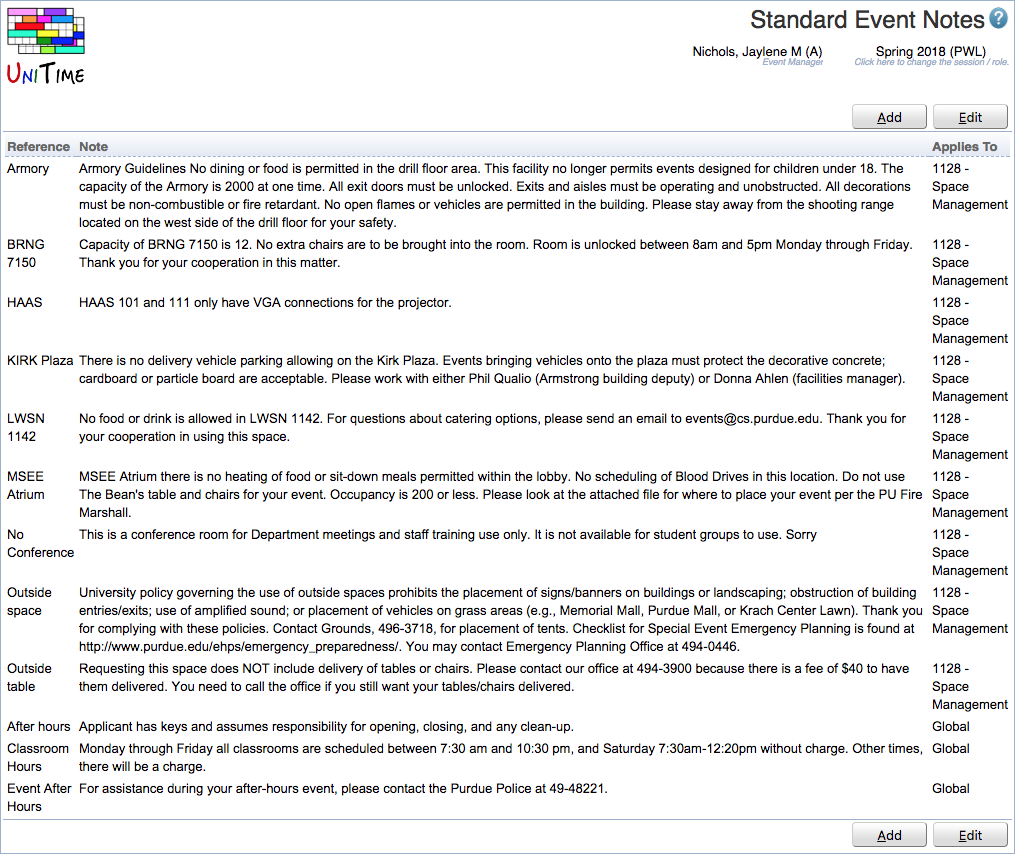 Standard Event Notes
UniTime
Nichols, Jaylene M (A) Spring 2018 (PWL)
Event Manager Click here to change the session / role.
Add Edit
Reference Note Applies To
Armory Armory Guidelines No dining or food is permitted in the drill floor area. This facility no longer permits events designed for children under 18. The 1128 -
capacity of the Armory is 2000 at one time. All exit doors must be unlocked. Exits and aisles must be operating and unobstructed. All decorations Space
must be non-combustible or fire retardant. No open flames or vehicles are permitted in the building. Please stay away from the shooting range Management
located on the west side of the drill floor for your safety.
BRNG Capacity of BRNG 7150 is 12. No extra chairs are to be brought into the room. Room is unlocked between 8am and 5pm Monday through Friday. 1128 -
7150 Thank you for your cooperation in this matter. Space
Management
HAAS HAAS 101 and 111 only have VGA connections for the projector. 1128 -
Space
Management
KIRK Plaza There is no delivery vehicle parking allowing on the Kirk Plaza. Events bringing vehicles onto the plaza must protect the decorative concrete; 1128 -
cardboard or particle board are acceptable. Please work with either Phil Qualio (Armstrong building deputy) or Donna Ahlen (facilities manager). Space
Management
LWSN No food or drink is allowed in LWSN 1142. For questions about catering options, please send an email to events@cs.purdue.edu. Thank you for 1128 -
1142 your cooperation in using this space. Space
Management
MSEE MSEE Atrium there is no heating of food or sit-down meals permitted within the lobby. No scheduling of Blood Drives in this location. Do not use 1128 -
Atrium The Bean's table and chairs for your event. Occupancy is 200 or less. Please look at the attached file for where to place your event per the PU Fire Space
Marshall. Management
No This is a conference room for Department meetings and staff training use only. It is not available for student groups to use. Sorry 1128 -
Conference Space
Management
Outside University policy governing the use of outside spaces prohibits the placement of signs/banners on buildings or landscaping; obstruction of building 1128 -
space entries/exits; use of amplified sound; or placement of vehicles on grass areas (e.g., Memorial Mall, Purdue Mall, or Krach Center Lawn). Thank you Space
for complying with these policies. Contact Grounds, 496-3718, for placement of tents. Checklist for Special Event Emergency Planning is found at Management
http://www.purdue.edu/ehps/emergency_preparedness/. You may contact Emergency Planning Office at 494-0446.
Outside Requesting this space does NOT include delivery of tables or chairs. Please contact our office at 494-3900 because there is a fee of $40 to have 1128 -
table them delivered. You need to call the office if you still want your tables/chairs delivered. Space
Management
After hours Applicant has keys and assumes responsibility for opening, closing, and any clean-up. Global
Classroom Monday through Friday all classrooms are scheduled between 7:30 am and 10:30 pm, and Saturday 7:30am-12:20pm without charge. Other times, Global
Hours there will be a charge.
Event After For assistance during your after-hours event, please contact the Purdue Police at 49-48221. Global
Hours
Add Edit